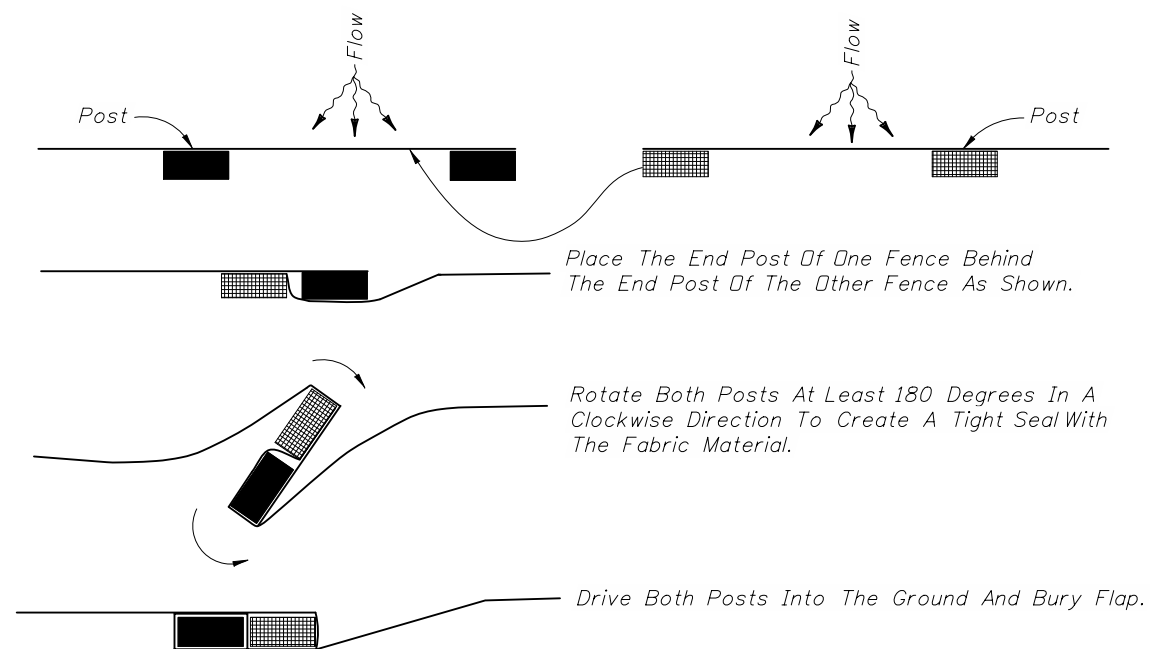 Flow
Flow
Post
Post
Place The End Post Of One Fence Behind
The End Post Of The Other Fence As Shown.
Rotate Both Posts At Least 180 Degrees In A
Clockwise Direction To Create A Tight Seal With
The Fabric Material.
Drive Both Posts Into The Ground And Bury Flap.